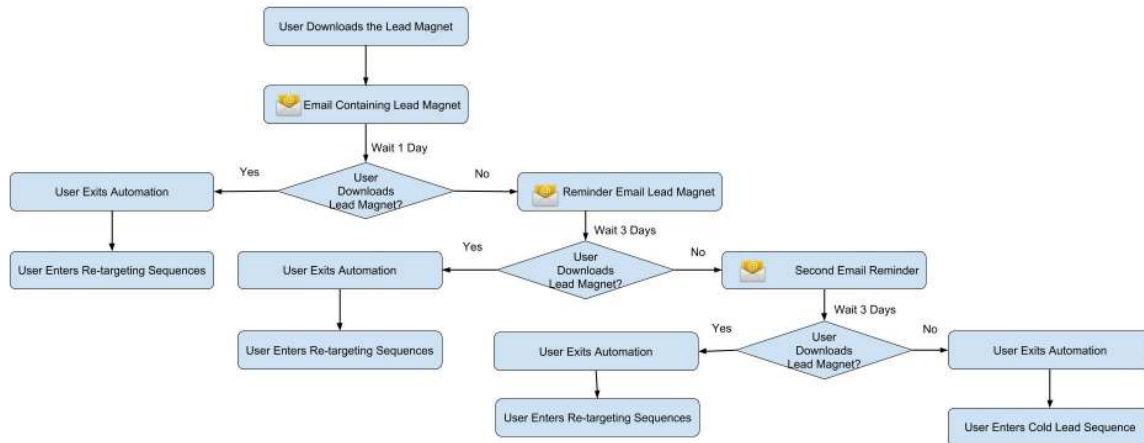 User Downloads the Lead Magnet
Email Containing Lead Magnet
Wait 1 Day
Yes
User
Downloads
Lead Magnet?
No
User Exits Automation
Reminder Email Lead Magnet
Wait 3 Days
User Enters Re-targeting Sequences
Yes
User
Downloads
Lead Magnet?
No
User Exits Automation
Second Email Reminder
Wait 3 Days
User Enters Re-targeting Sequences
Yes
User
Downloads
Lead Magnet?
No
User Exits Automation
User Exits Automation
User Enters Re-targeting Sequences
User Enters Cold Lead Sequence